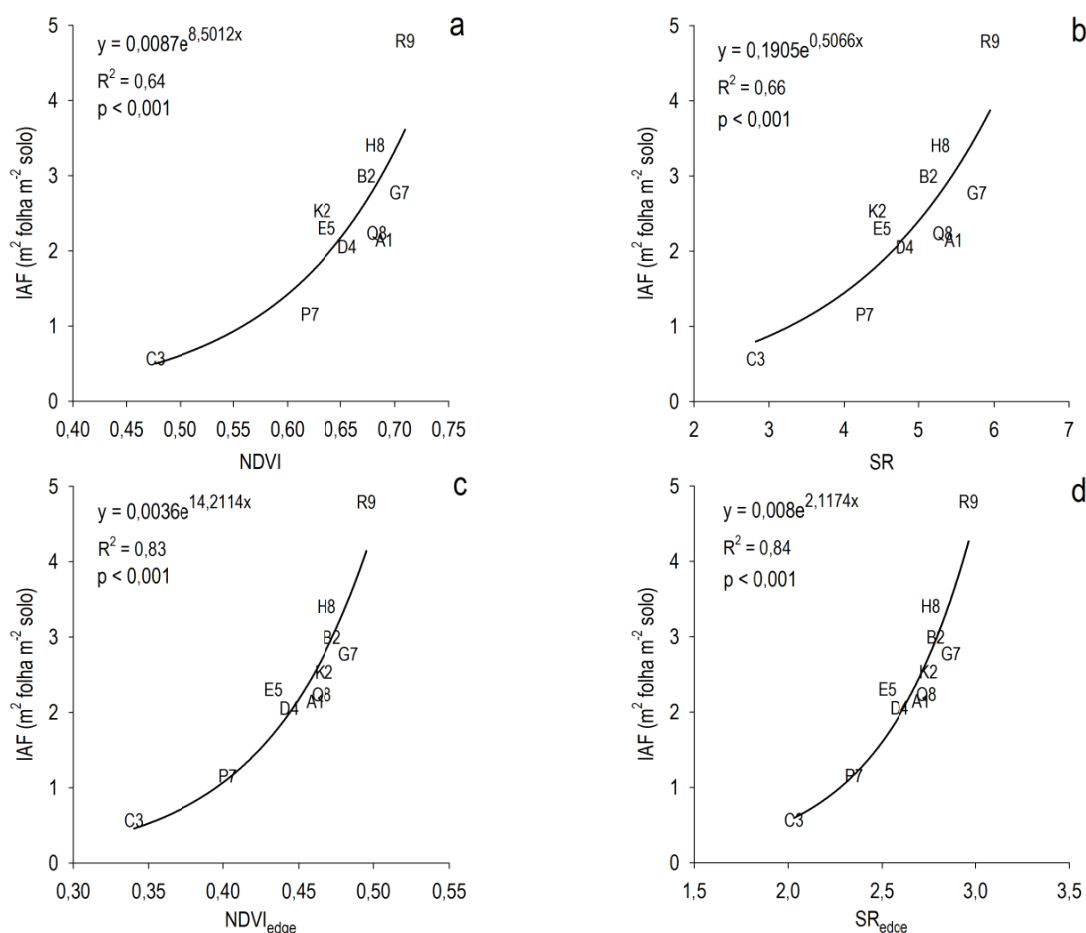 a
y = 0,0087e^8,5012x
R² = 0,64
p < 0,001
IAF (m² folha m⁻² solo)
5
4
3
2
1
0
R9
H8
B2
G7
K2
E5
Q8
A1
D4
P7
C3
0,40 0,45 0,50 0,55 0,60 0,65 0,70 0,75
NDVI
b
y = 0,1905e^0,5066x
R² = 0,66
p < 0,001
IAF (m² folha m⁻² solo)
5
4
3
2
1
0
R9
H8
B2
G7
K2
E5
Q8
A1
D4
P7
C3
2 3 4 5 6 7
SR
c
y = 0,0036e^14,2114x
R² = 0,83
p < 0,001
IAF (m² folha m⁻² solo)
5
4
3
2
1
0
R9
H8
B2
G7
K2
E5
Q8
A1
D4
P7
C3
0,30 0,35 0,40 0,45 0,50 0,55
NDVIedge
d
y = 0,008e^2,1174x
R² = 0,84
p < 0,001
IAF (m² folha m⁻² solo)
5
4
3
2
1
0
R9
H8
B2
G7
K2
E5
Q8
A1
D4
P7
C3
1,5 2,0 2,5 3,0 3,5
SRedge